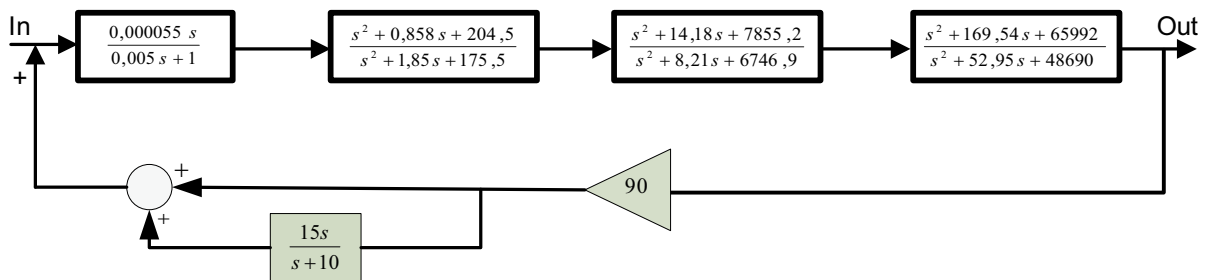 In
0,000055 s
0,005 s + 1
s² + 0,858 s + 204,5
s² + 1,85 s + 175,5
s² + 14,18 s + 7855,2
s² + 8,21 s + 6746,9
s² + 169,54 s + 65992
s² + 52,95 s + 48690
Out
+
+
90
+
15s
s+10